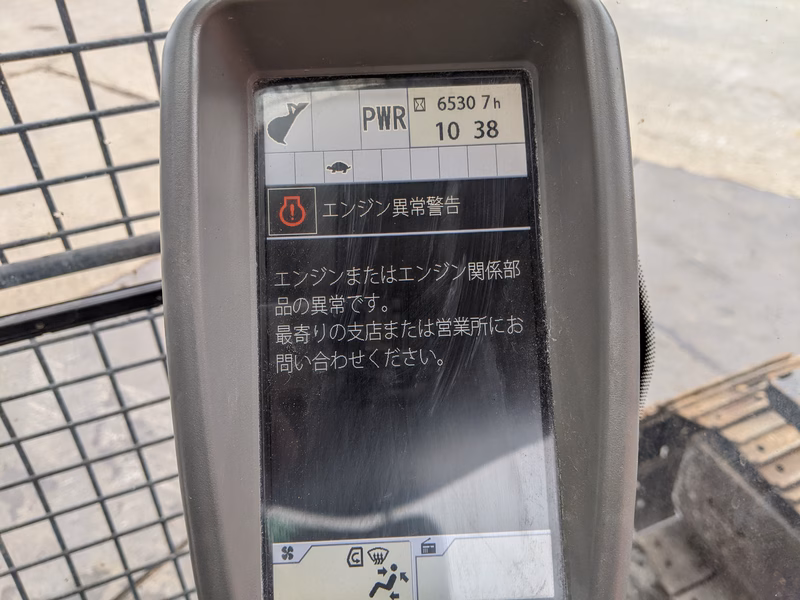 PWR
6530 7h
10 38
エンジン異常警告
エンジンまたはエンジン関係部
品の異常です。
最寄りの支店または営業所にお
問い合わせください。